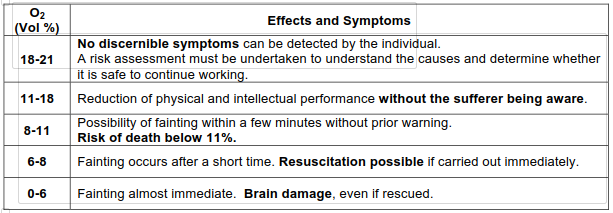 O2 Effects and Symptoms
(Vol %)
No discernible symptoms can be detected by the individual.
18-21 A risk assessment must be undertaken to understand the causes and determine whether
it is safe to continue working.
11-18 Reduction of physical and intellectual performance without the sufferer being aware.
8-11 Possibility of fainting within a few minutes without prior warning.
Risk of death below 11%.
6-8 Fainting occurs after a short time. Resuscitation possible if carried out immediately.
0-6 Fainting almost immediate. Brain damage, even if rescued.